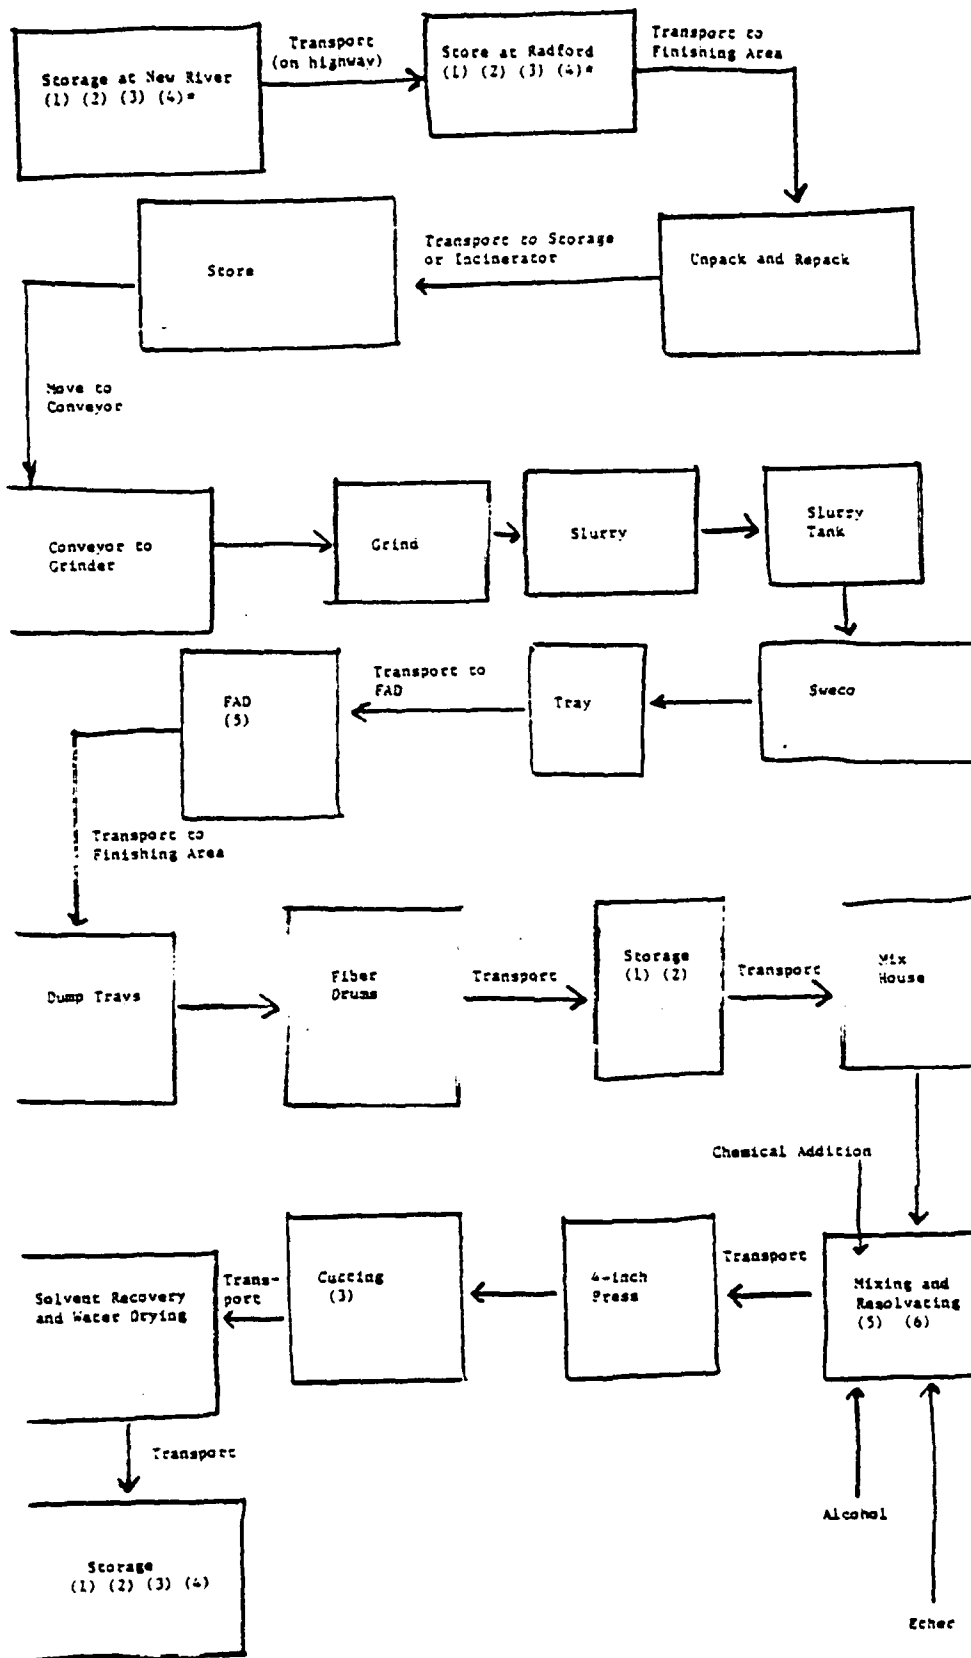 Storage at New River
(1) (2) (3) (4)*
Transport
(on highway)
Store at Radford
(1) (2) (3) (4)*
Transport to
Finishing Area
Unpack and Repack
Transport to Storage
or Incinerator
Store
Move to
Conveyor
Conveyor to
Grinder
Grind
Slurry
Slurry
Tank
Sweco
Tray
Transport to
FAD
FAD
(5)
Transport to
Finishing Area
Dump Trays
Fiber
Drums
Transport
Storage
(1) (2)
Transport
Mix
House
Chemical Addition
Mixing and
Resolvating
(5) (6)
Alcohol
Ether
Transport
4-inch
Press
Cutting
(3)
Trans-
port
Solvent Recovery
and Water Drying
Transport
Storage
(1) (2) (3) (4)